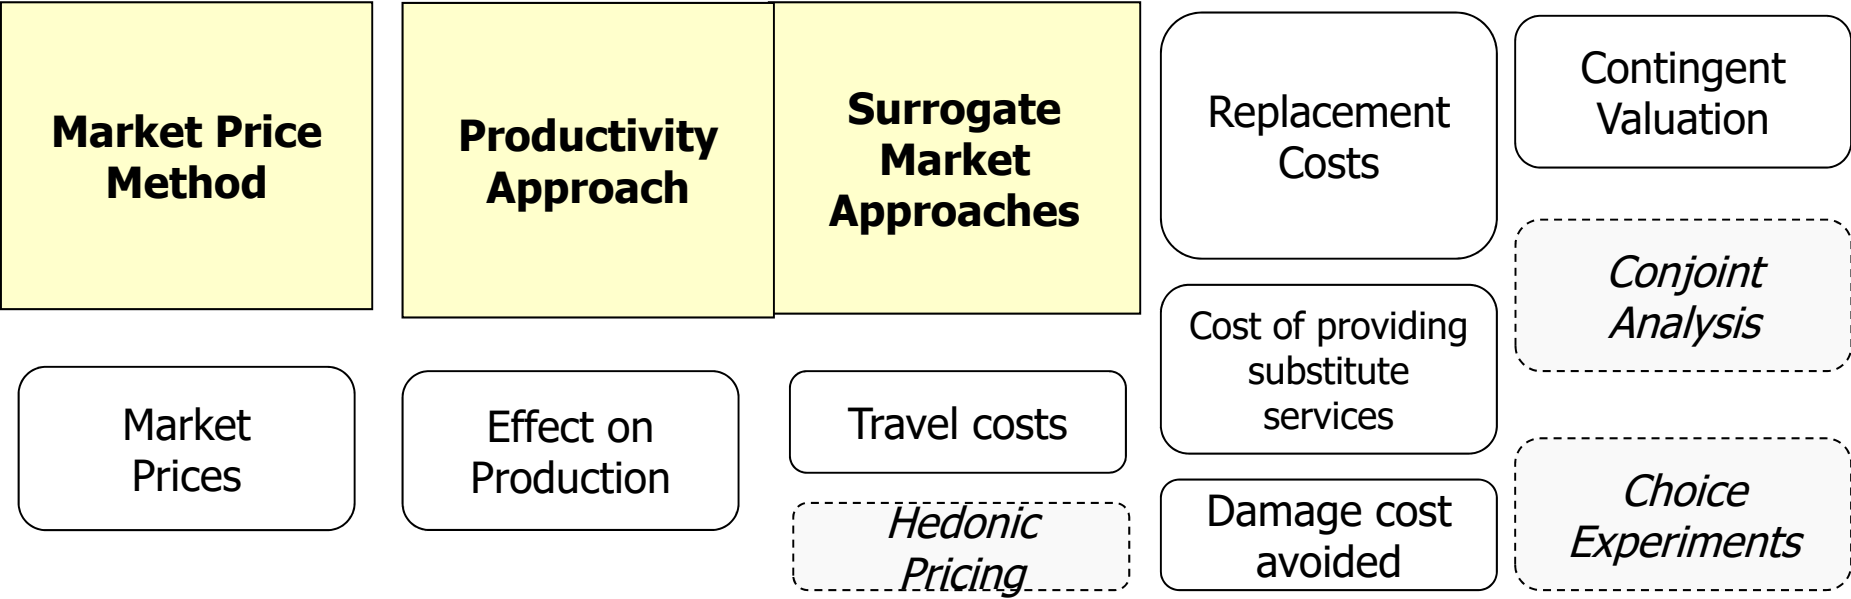 Market Price
Method
Productivity
Approach
Surrogate
Market
Approaches
Replacement
Costs
Contingent
Valuation
Conjoint
Analysis
Cost of providing
substitute
services
Market
Prices
Effect on
Production
Travel costs
Hedonic
Pricing
Damage cost
avoided
Choice
Experiments